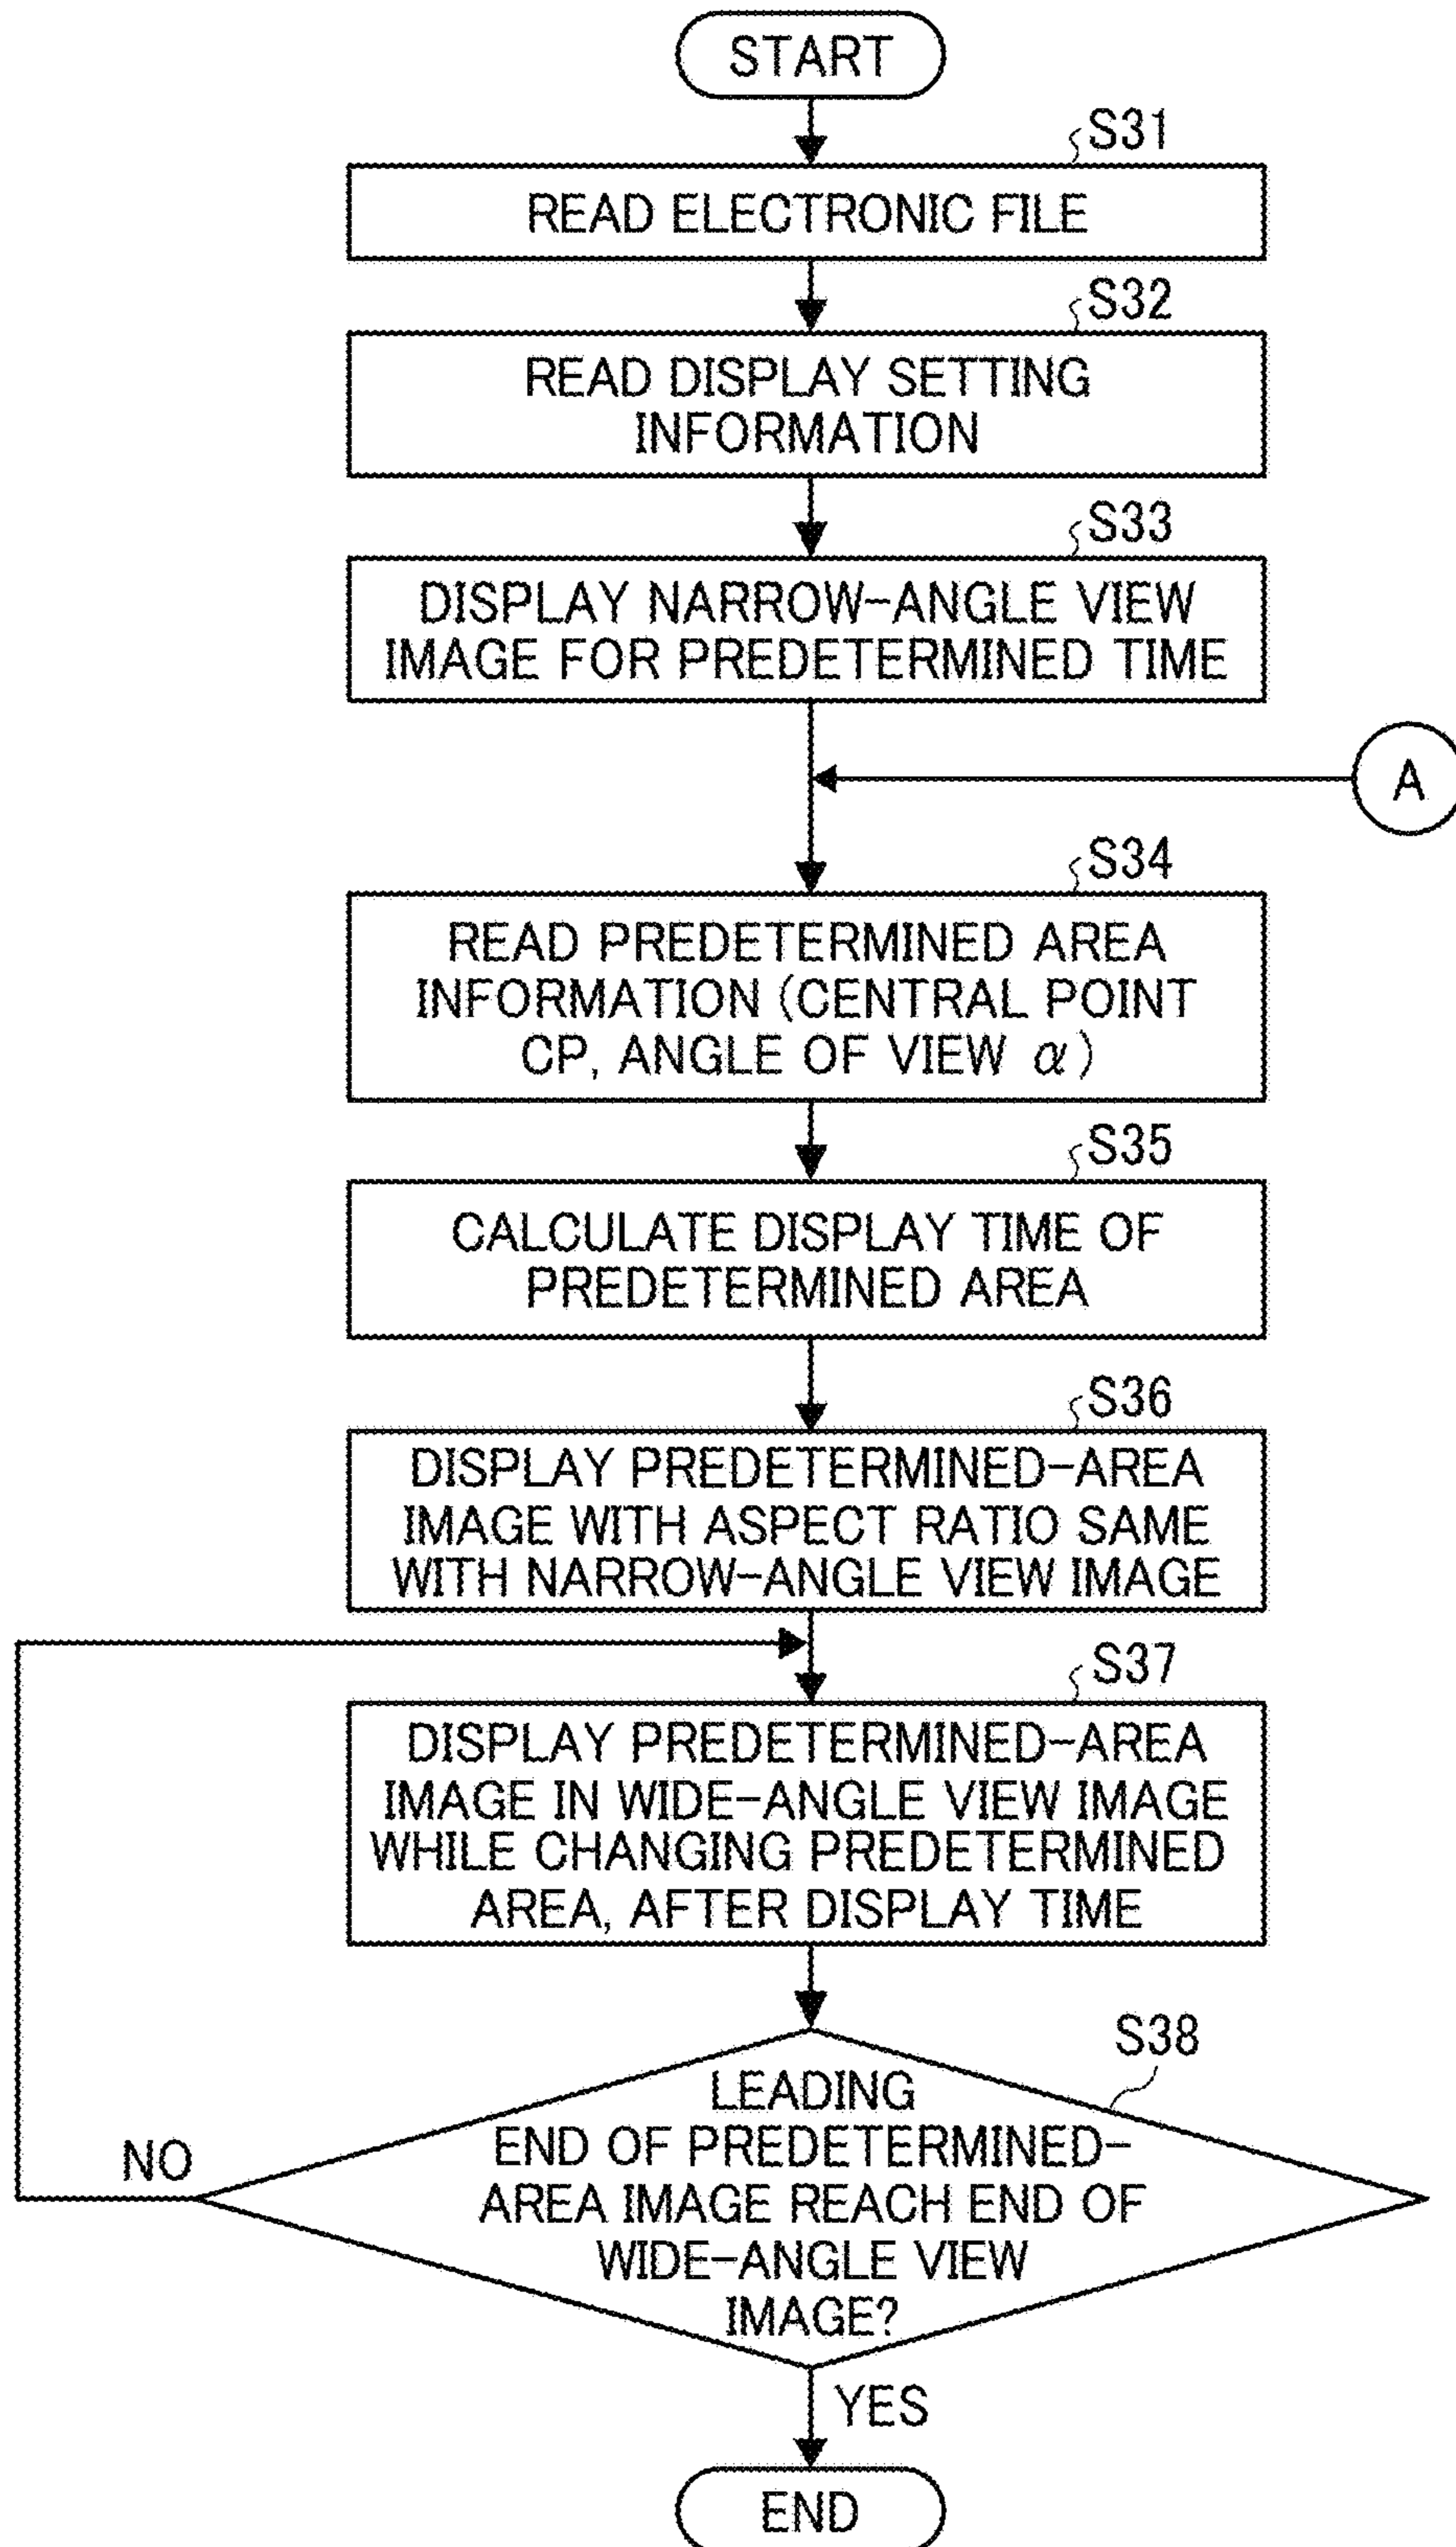 START
S31
READ ELECTRONIC FILE
S32
READ DISPLAY SETTING
INFORMATION
S33
DISPLAY NARROW-ANGLE VIEW
IMAGE FOR PREDETERMINED TIME
A
S34
READ PREDETERMINED AREA
INFORMATION (CENTRAL POINT
CP, ANGLE OF VIEW α)
S35
CALCULATE DISPLAY TIME OF
PREDETERMINED AREA
S36
DISPLAY PREDETERMINED-AREA
IMAGE WITH ASPECT RATIO SAME
WITH NARROW-ANGLE VIEW IMAGE
S37
DISPLAY PREDETERMINED-AREA
IMAGE IN WIDE-ANGLE VIEW IMAGE
WHILE CHANGING PREDETERMINED
AREA, AFTER DISPLAY TIME
S38
LEADING
END OF PREDETERMINED-
AREA IMAGE REACH END OF
WIDE-ANGLE VIEW
IMAGE?
NO
YES
END